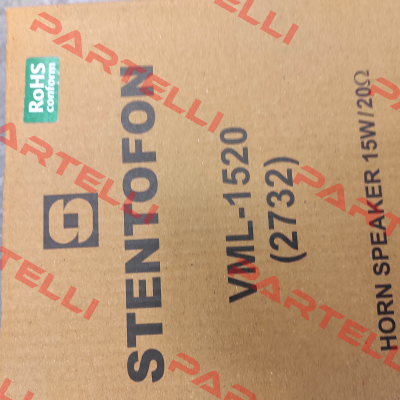 RoHS
conform
STENTOFON
VML-1520
(2732)
HORN SPEAKER 15W/20Ω
PARTELLI
PARTELLI
PARTELLI
PARTELLI
PARTELLI